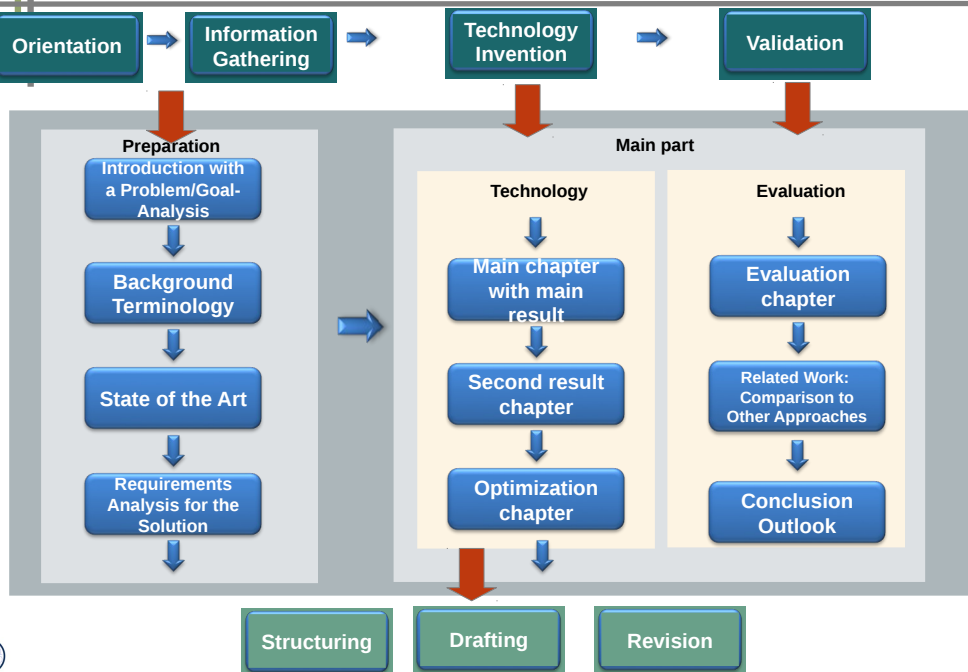 Orientation
Information
Gathering
Technology
Invention
Validation
Preparation
Introduction with
a Problem/Goal-
Analysis
Background
Terminology
State of the Art
Requirements
Analysis for the
Solution
Main part
Technology
Main chapter
with main
result
Second result
chapter
Optimization
chapter
Evaluation
Evaluation
chapter
Related Work:
Comparison to
Other Approaches
Conclusion
Outlook
Structuring
Drafting
Revision